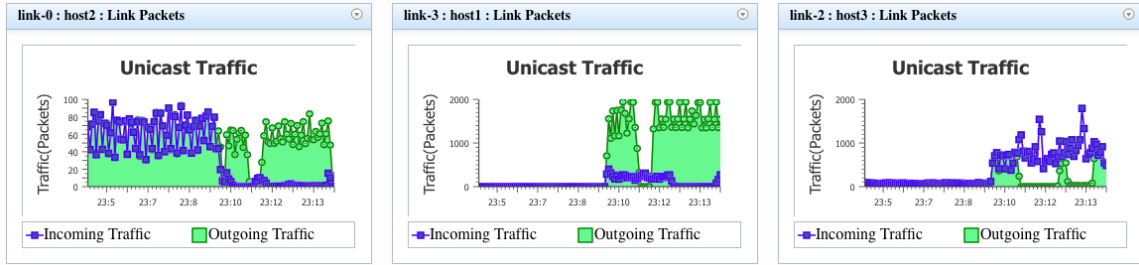 link-0 : host2 : Link Packets
Unicast Traffic
Traffic(Packets)
100
80
60
40
20
0
23:5 23:7 23:8 23:10 23:12 23:13
Incoming Traffic Outgoing Traffic
link-3 : host1 : Link Packets
Unicast Traffic
Traffic(Packets)
2000
1000
0
23:5 23:7 23:8 23:10 23:12 23:13
Incoming Traffic Outgoing Traffic
link-2 : host3 : Link Packets
Unicast Traffic
Traffic(Packets)
2000
1000
0
23:5 23:7 23:8 23:10 23:12 23:13
Incoming Traffic Outgoing Traffic